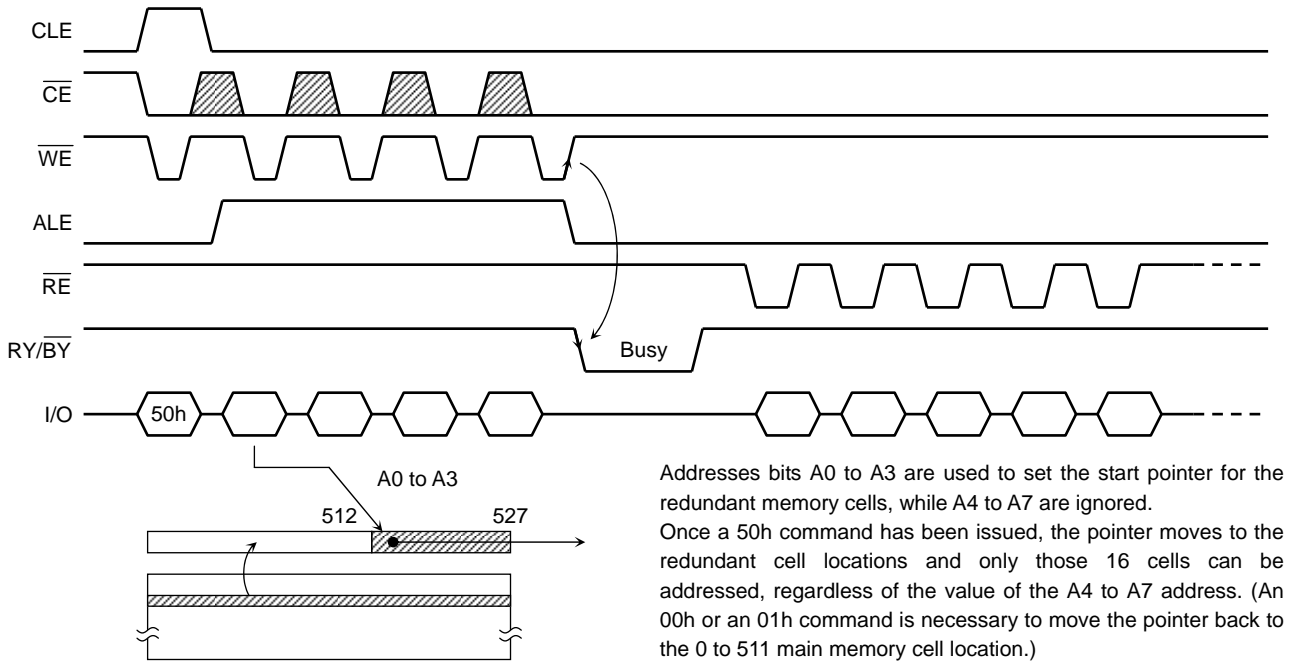 CLE
CE
WE
ALE
RE
RY/BY
Busy
I/O
50h
A0 to A3
512
527
Addresses bits A0 to A3 are used to set the start pointer for the
redundant memory cells, while A4 to A7 are ignored.
Once a 50h command has been issued, the pointer moves to the
redundant cell locations and only those 16 cells can be
addressed, regardless of the value of the A4 to A7 address. (An
00h or an 01h command is necessary to move the pointer back to
the 0 to 511 main memory cell location.)